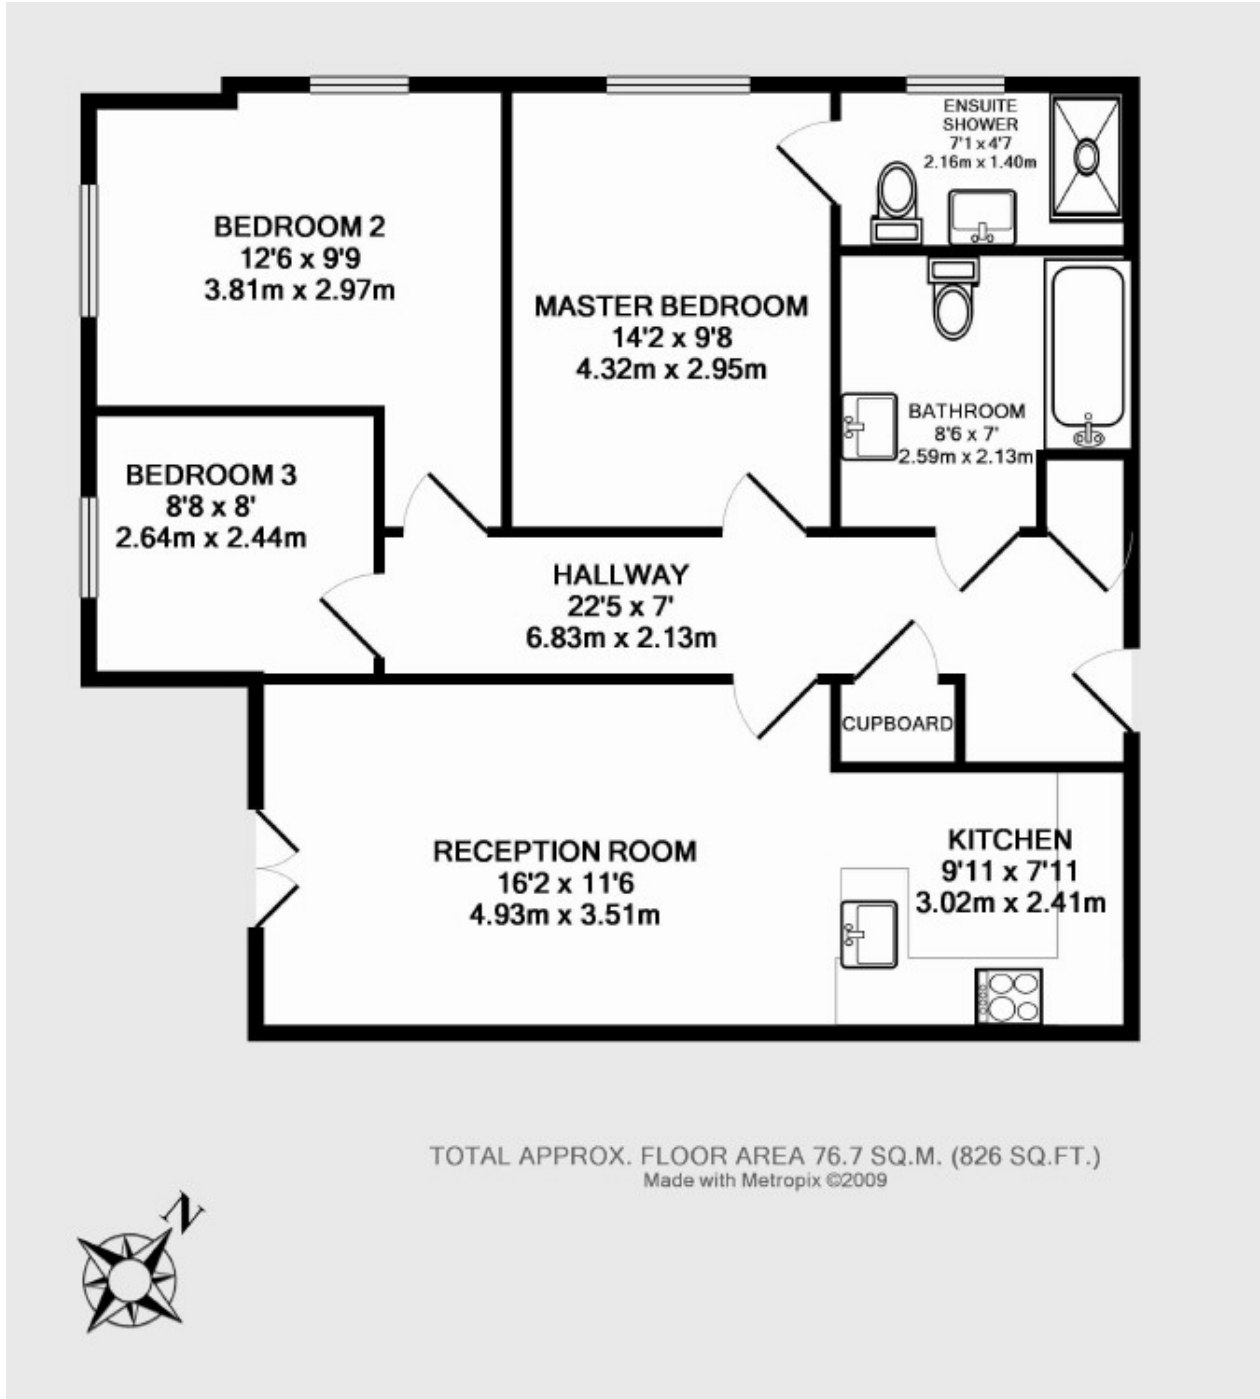 ENSUITE
SHOWER
7'1 x 4'7
2.16m x 1.40m
BEDROOM 2
12'6 x 9'9
3.81m x 2.97m
MASTER BEDROOM
14'2 x 9'8
4.32m x 2.95m
BATHROOM
8'6 x 7'
2.59m x 2.13m
BEDROOM 3
8'8 x 8'
2.64m x 2.44m
HALLWAY
22'5 x 7'
6.83m x 2.13m
CUPBOARD
RECEPTION ROOM
16'2 x 11'6
4.93m x 3.51m
KITCHEN
9'11 x 7'11
3.02m x 2.41m
TOTAL APPROX. FLOOR AREA 76.7 SQ.M. (826 SQ.FT.)
Made with Metropix ©2009
N